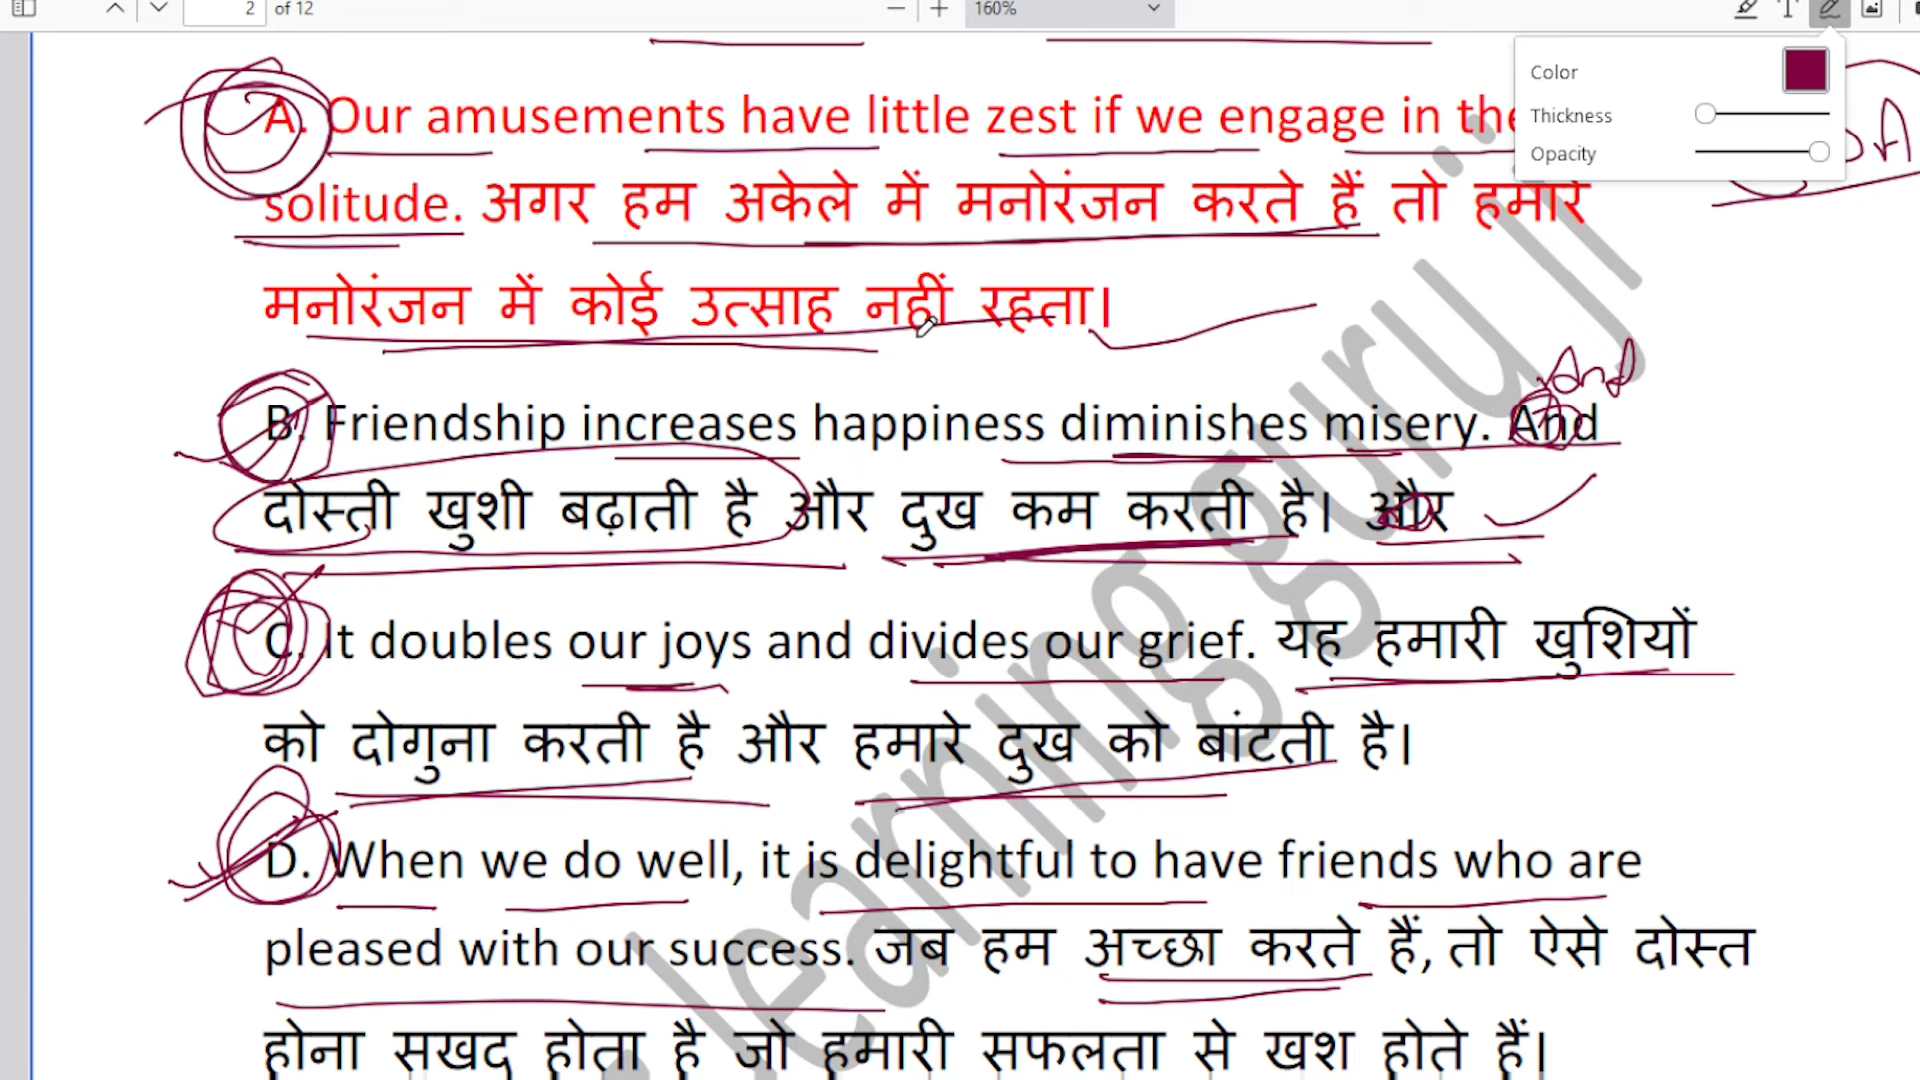 2 of 12 160%
Color
Thickness
Opacity
A. Our amusements have little zest if we engage in
solitude. अगर हम अकेले में मनोरंजन करते हैं तो हमारे
मनोरंजन में कोई उत्साह नहीं रहता।
And
B. Friendship increases happiness diminishes misery. And
दोस्ती खुशी बढ़ाती है और दुख कम करती है। और
C. It doubles our joys and divides our grief. यह हमारी खुशियों
को दोगुना करती है और हमारे दुख को बांटती है।
D. When we do well, it is delightful to have friends who are
pleased with our success. जब हम अच्छा करते हैं, तो ऐसे दोस्त
होना सुखद होता है जो हमारी सफलता से खुश होते हैं।
learning guru ji